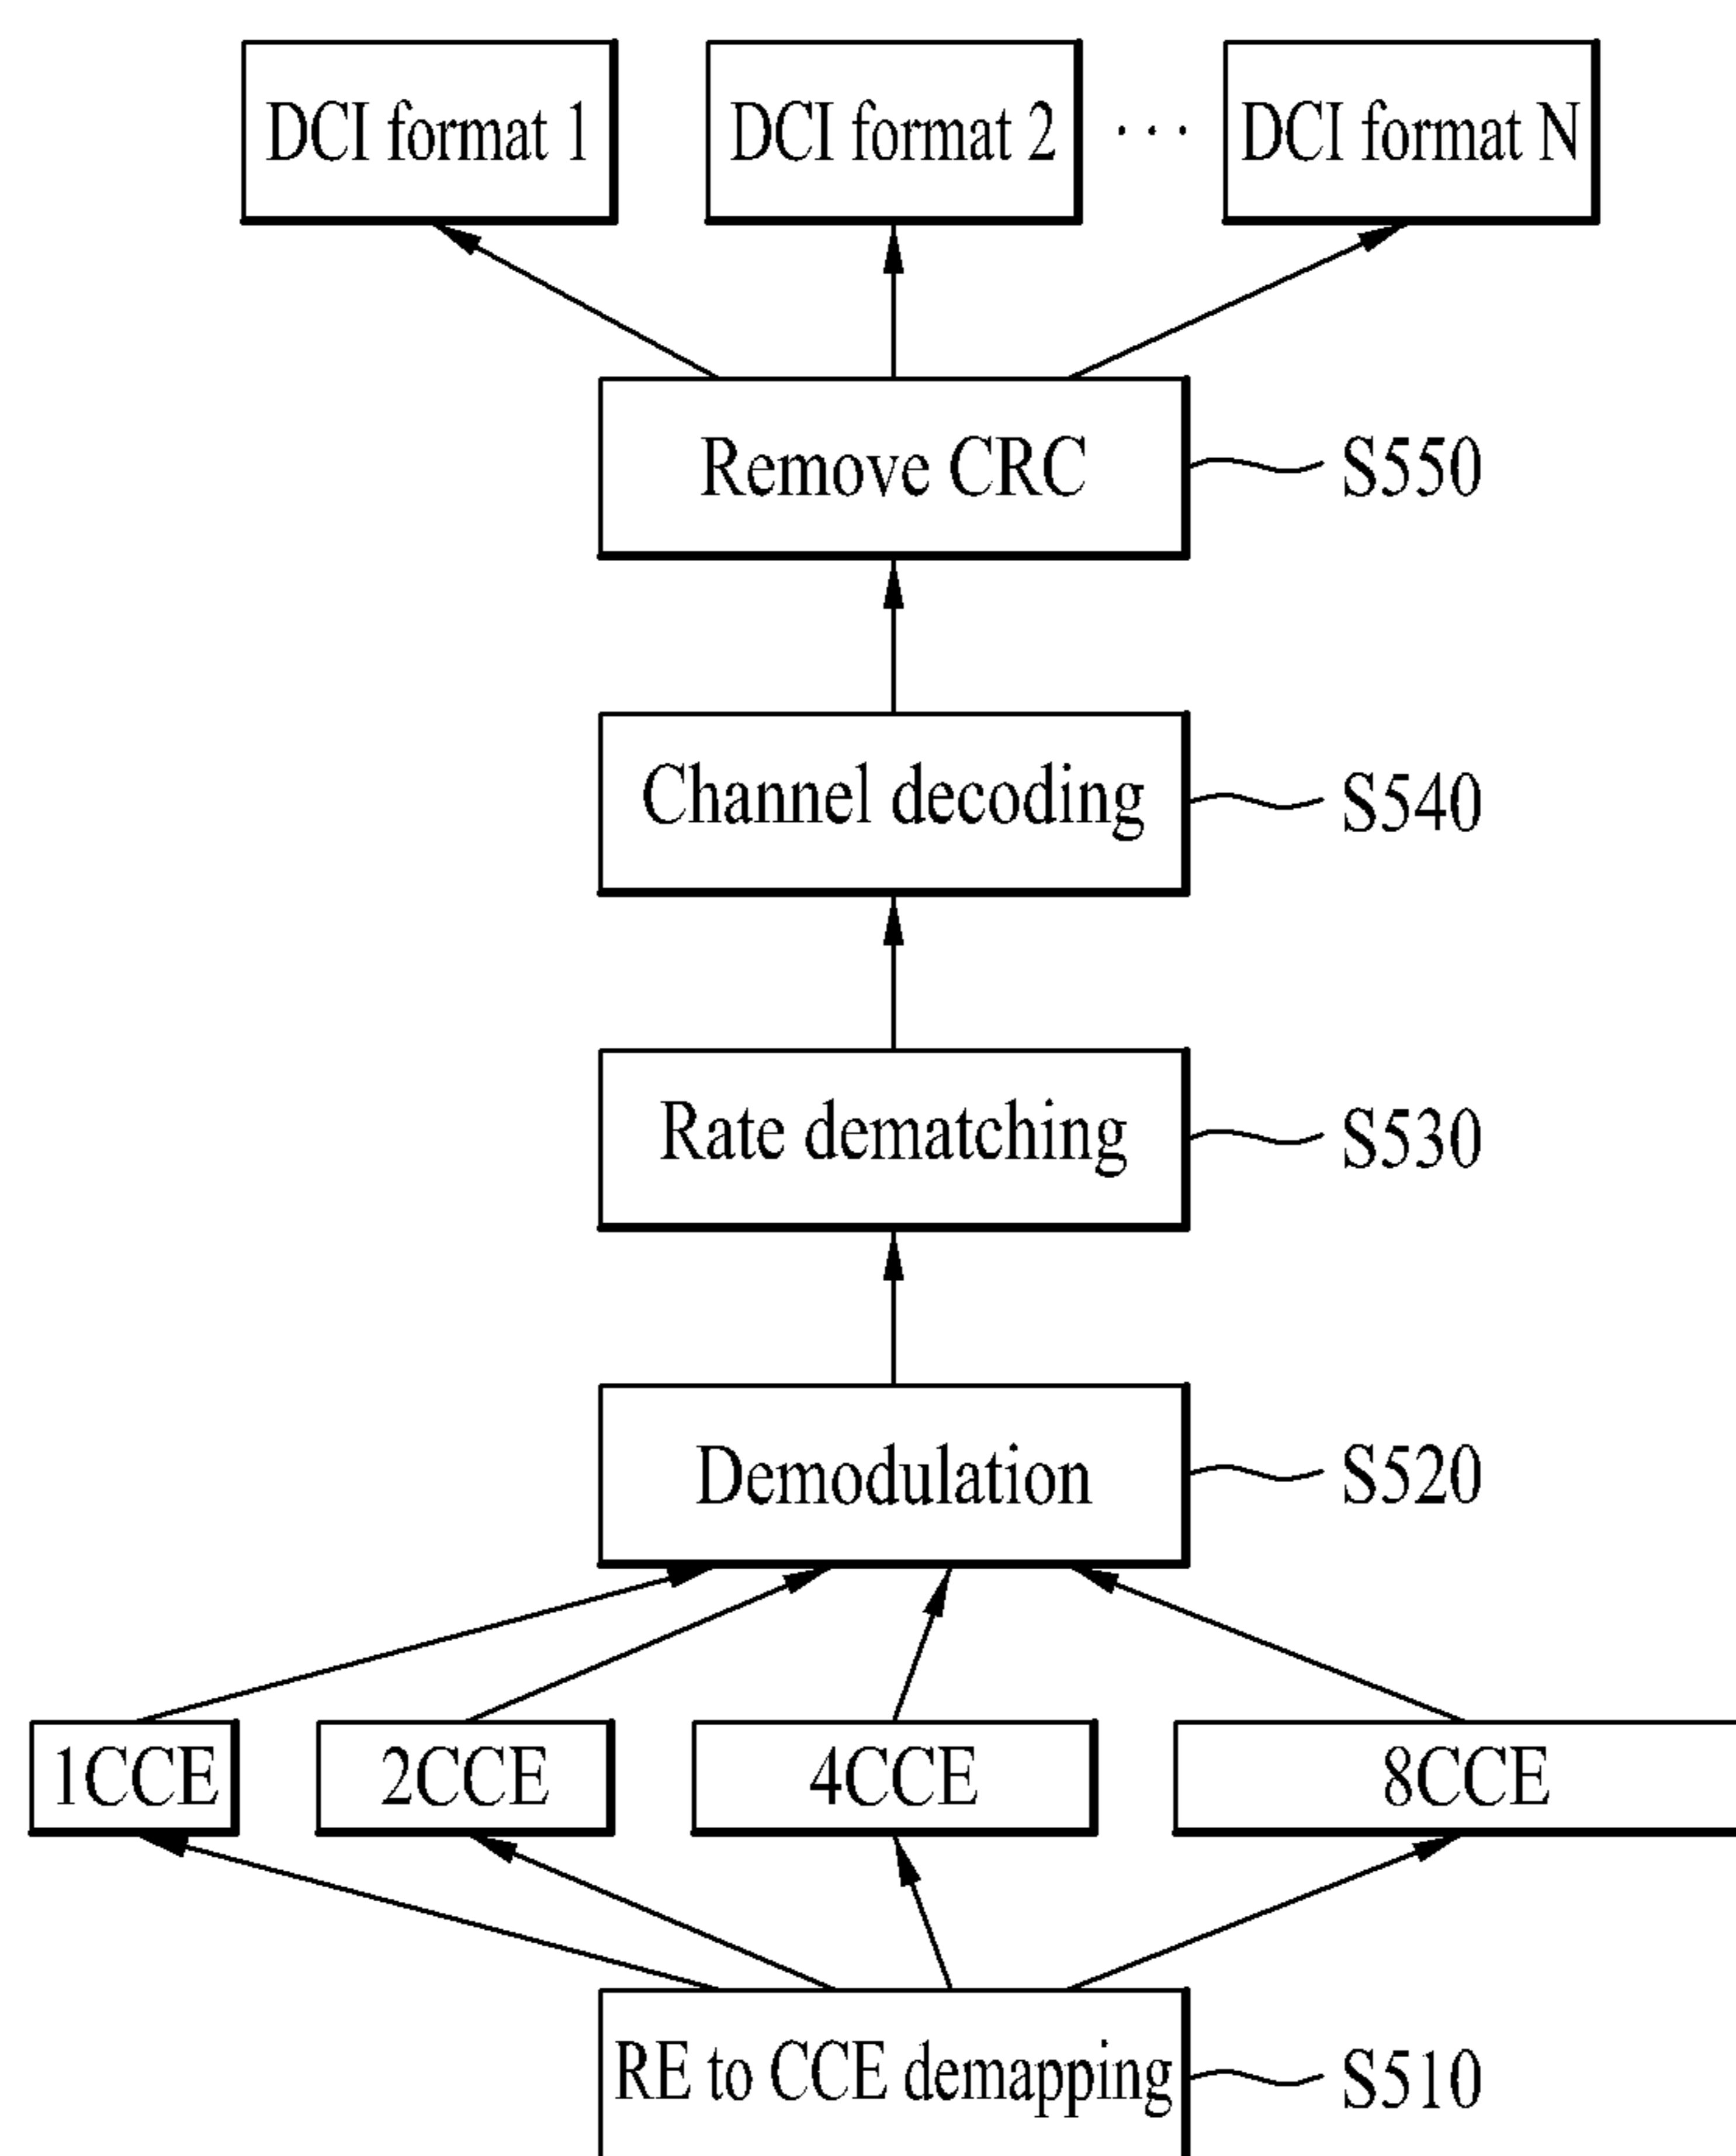 DCI format 1
DCI format 2
· · ·
DCI format N
Remove CRC
S550
Channel decoding
S540
Rate dematching
S530
Demodulation
S520
1CCE
2CCE
4CCE
8CCE
RE to CCE demapping
S510